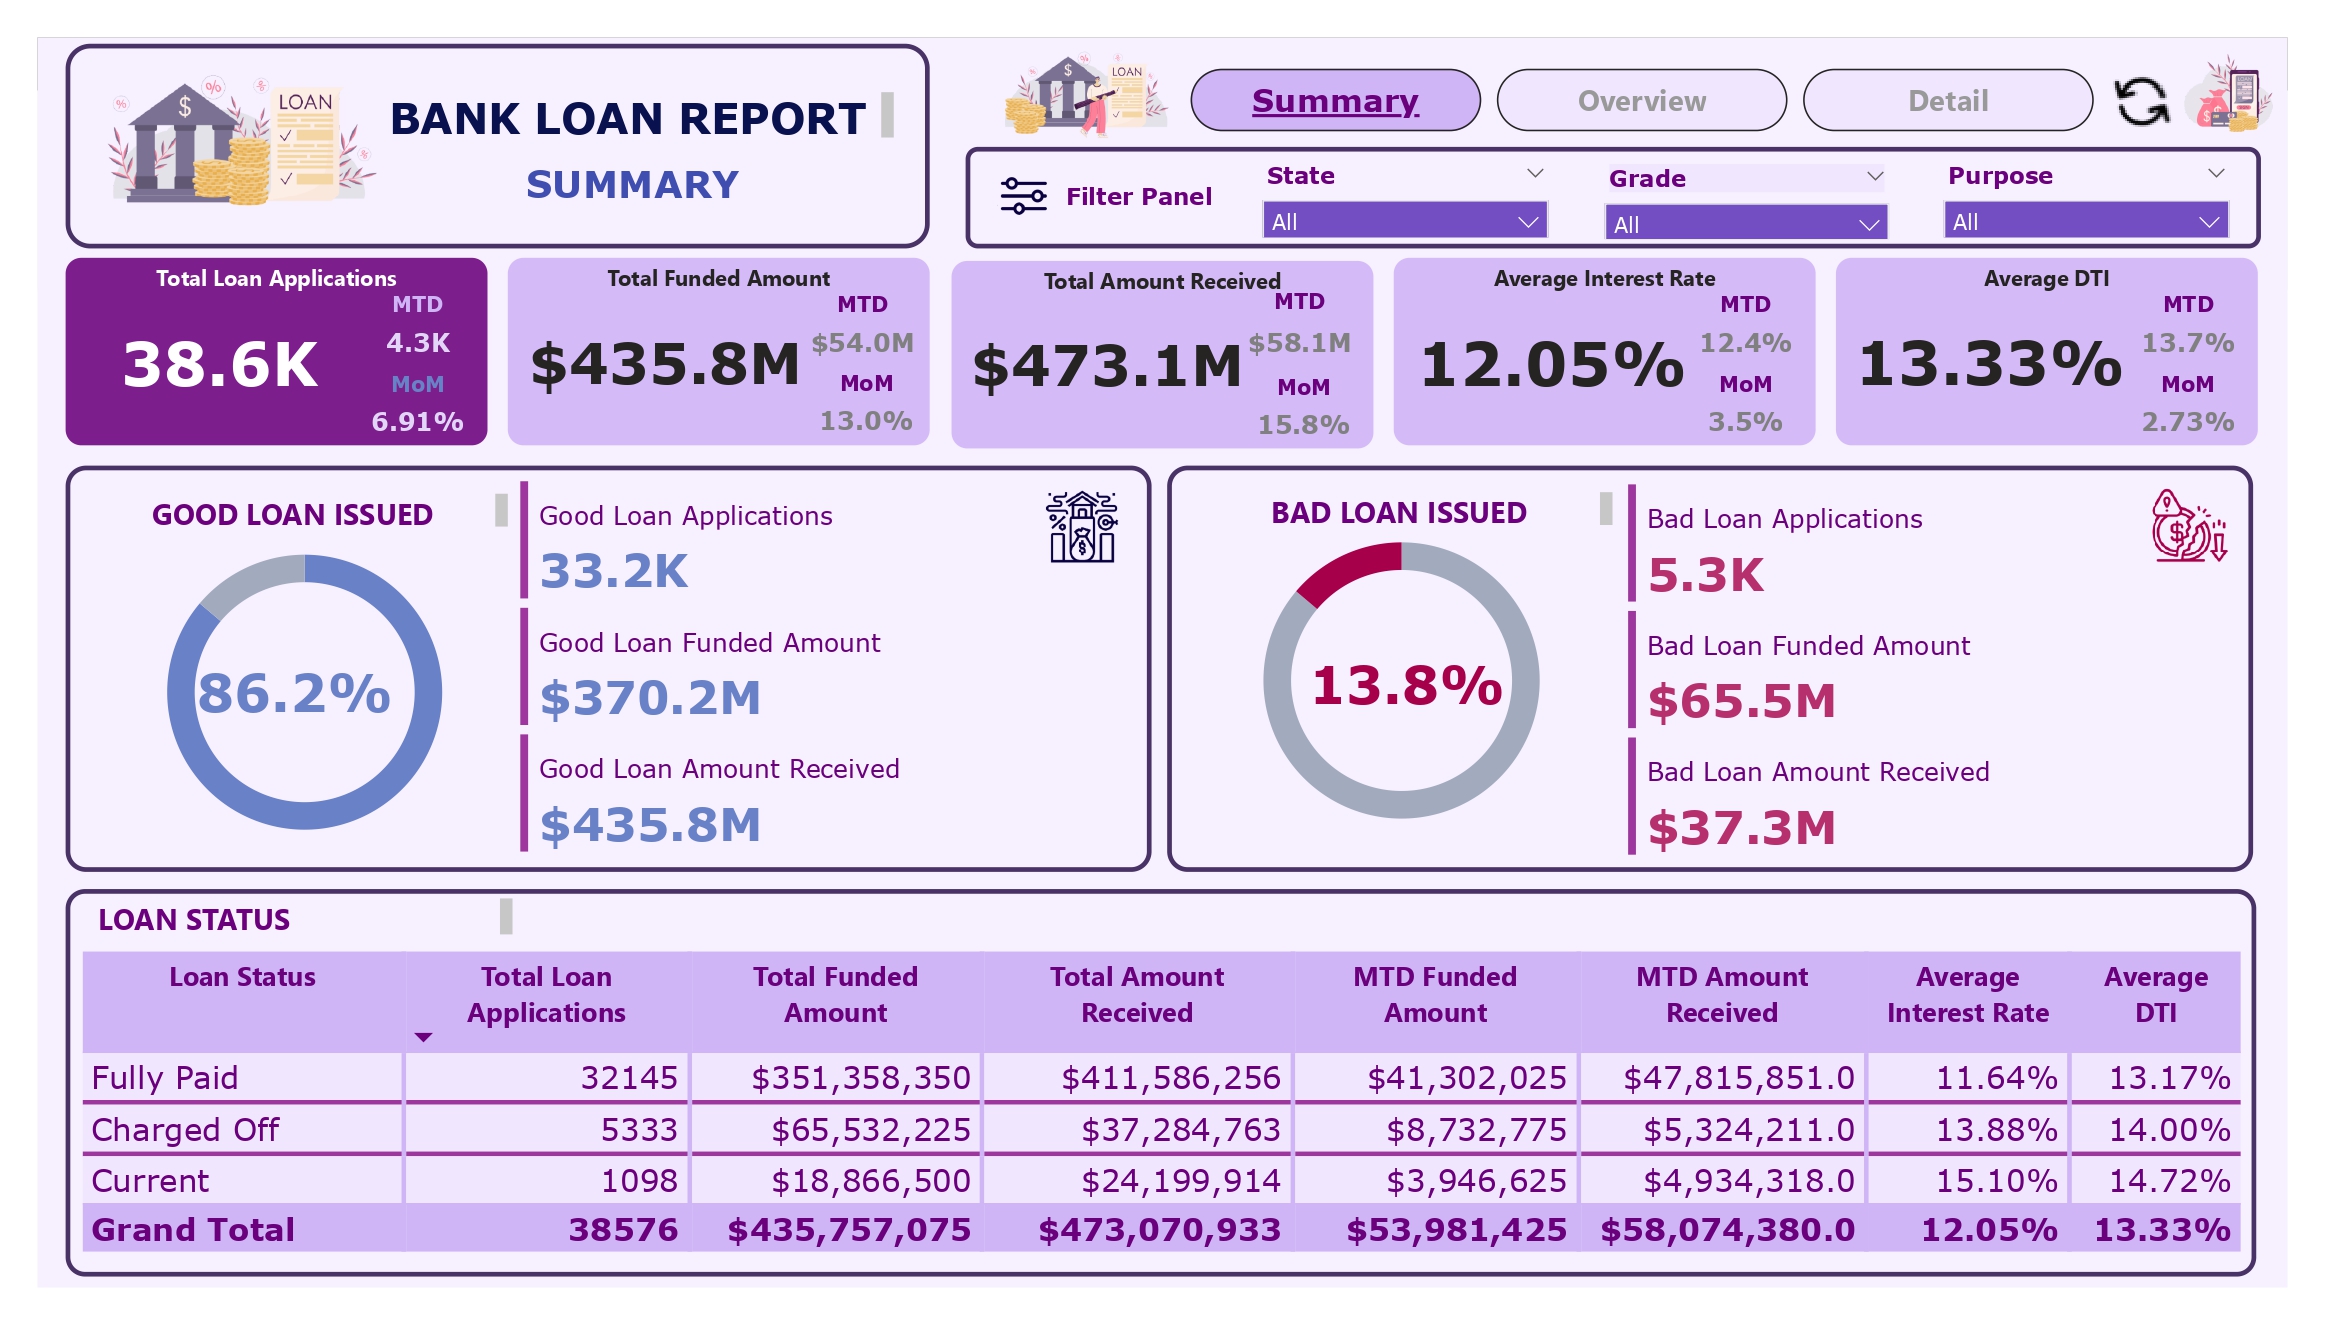 LOAN
BANK LOAN REPORT
SUMMARY
LOAN
Summary
Overview
Detail
Filter Panel
State
All
Grade
All
Purpose
All
Total Loan Applications
38.6K
MTD
4.3K
MoM
6.91%
Total Funded Amount
$435.8M
MTD
$54.0M
MoM
13.0%
Total Amount Received
$473.1M
MTD
$58.1M
MoM
15.8%
Average Interest Rate
12.05%
MTD
12.4%
MoM
3.5%
Average DTI
13.33%
MTD
13.7%
MoM
2.73%
GOOD LOAN ISSUED
86.2%
Good Loan Applications
33.2K
Good Loan Funded Amount
$370.2M
Good Loan Amount Received
$435.8M
BAD LOAN ISSUED
13.8%
Bad Loan Applications
5.3K
Bad Loan Funded Amount
$65.5M
Bad Loan Amount Received
$37.3M
LOAN STATUS
Loan Status Total Loan Applications Total Funded Amount Total Amount Received MTD Funded Amount MTD Amount Received Average Interest Rate Average DTI
Fully Paid 32145 $351,358,350 $411,586,256 $41,302,025 $47,815,851.0 11.64% 13.17%
Charged Off 5333 $65,532,225 $37,284,763 $8,732,775 $5,324,211.0 13.88% 14.00%
Current 1098 $18,866,500 $24,199,914 $3,946,625 $4,934,318.0 15.10% 14.72%
Grand Total 38576 $435,757,075 $473,070,933 $53,981,425 $58,074,380.0 12.05% 13.33%